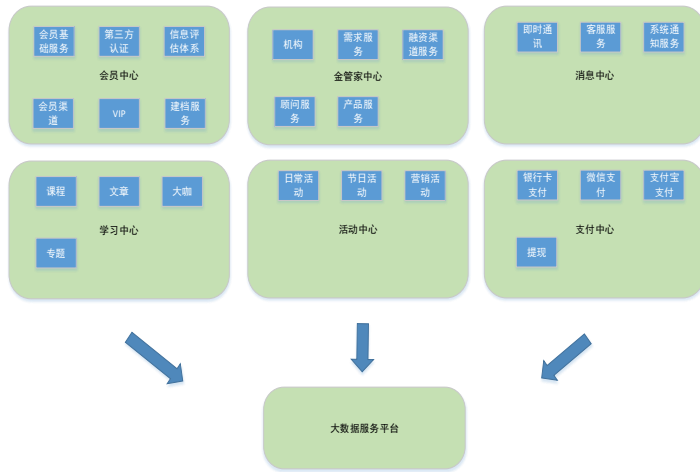 会员基
础服务
第三方
认证
信息评
估体系
会员中心
会员渠
道
VIP
建档服
务
机构
需求服
务
融资渠
道服务
金管家中心
顾问服
务
产品服
务
即时通
讯
客服服
务
系统通
知服务
消息中心
课程
文章
大咖
学习中心
专题
日常活
动
节日活
动
营销活
动
活动中心
银行卡
支付
微信支
付
支付宝
支付
支付中心
提现
大数据服务平台